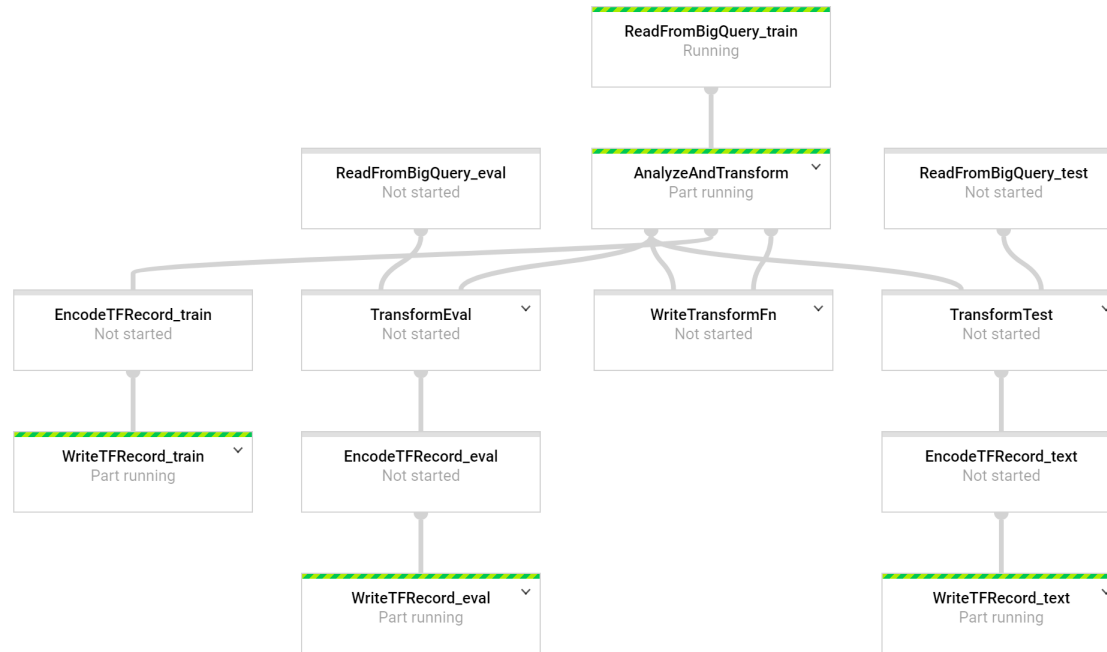 ReadFromBigQuery_train
Running
ReadFromBigQuery_eval
Not started
AnalyzeAndTransform
Part running
ReadFromBigQuery_test
Not started
EncodeTFRecord_train
Not started
TransformEval
Not started
WriteTransformFn
Not started
TransformTest
Not started
WriteTFRecord_train
Part running
EncodeTFRecord_eval
Not started
EncodeTFRecord_text
Not started
WriteTFRecord_eval
Part running
WriteTFRecord_text
Part running